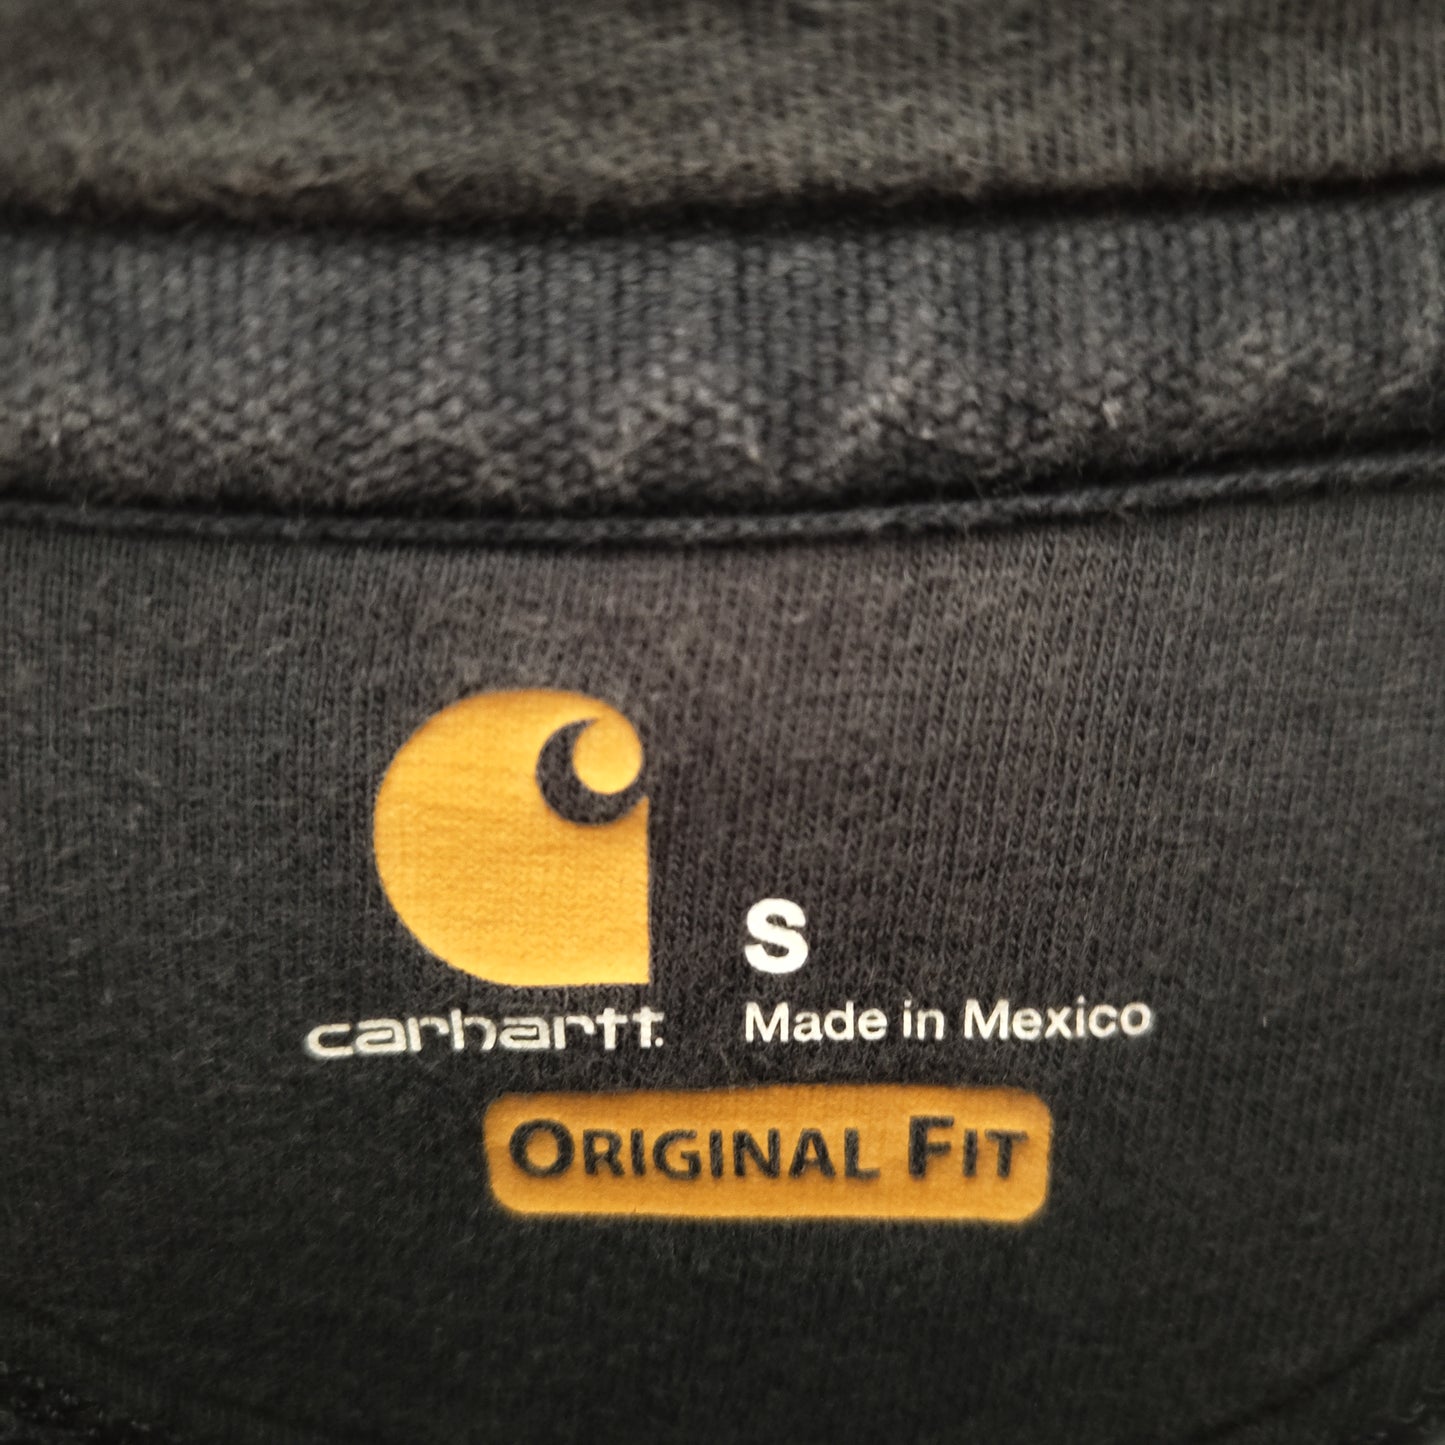 S
carhartt.
Made in Mexico
ORIGINAL FIT